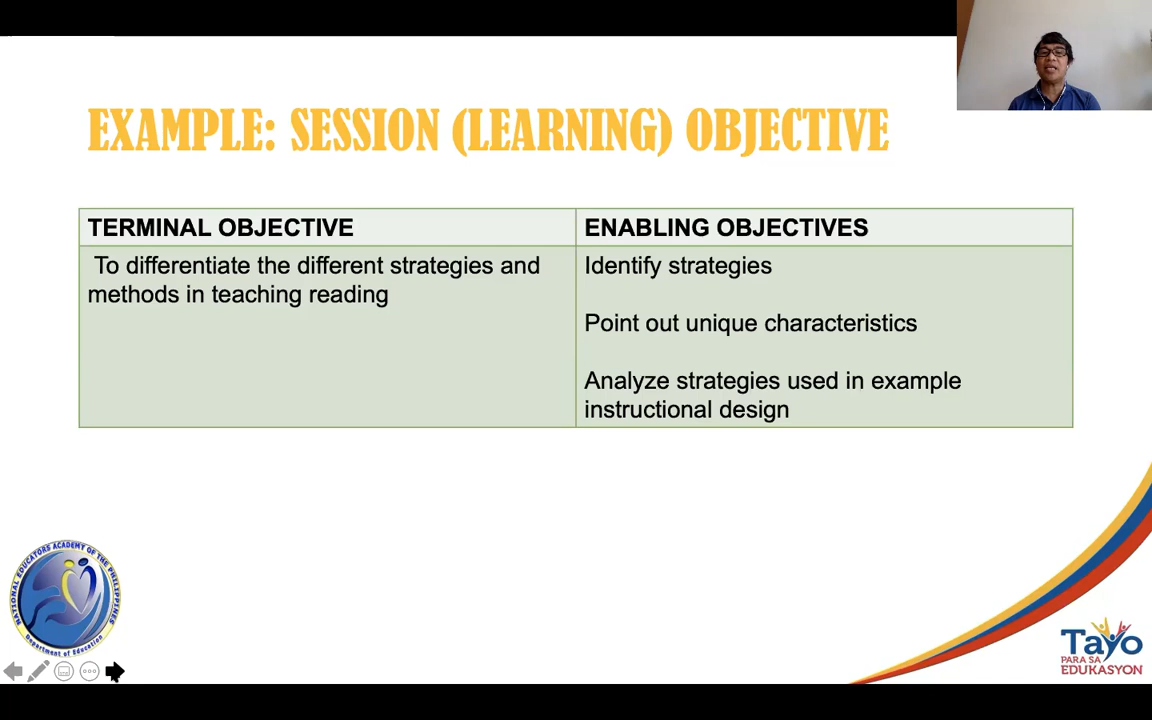 EXAMPLE: SESSION (LEARNING) OBJECTIVE
TERMINAL OBJECTIVE
ENABLING OBJECTIVES
To differentiate the different strategies and
methods in teaching reading
Identify strategies
Point out unique characteristics
Analyze strategies used in example
instructional design
NATIONAL EDUCATORS ACADEMY OF THE PHILIPPINES
Department of Education
Tayo
PARA SA
EDUKASYON